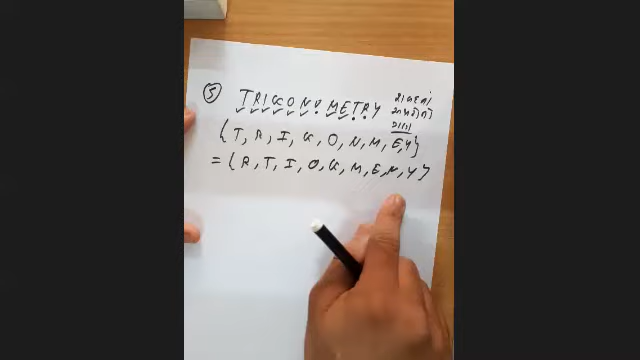 ⑤ TRIGONOMETRY
{T, R, I, G, O, N, M, E, Y}
= {R, T, I, O, G, M, E, N, Y}